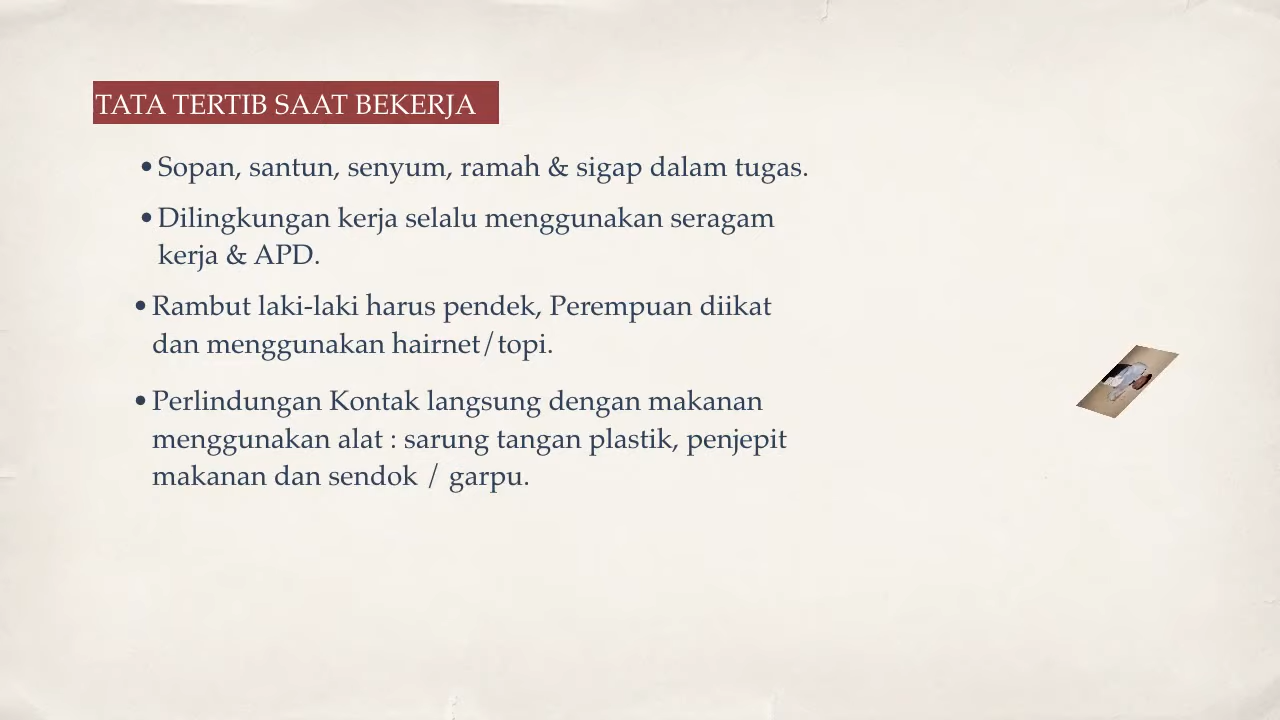 TATA TERTIB SAAT BEKERJA
• Sopan, santun, senyum, ramah & sigap dalam tugas.
• Dilingkungan kerja selalu menggunakan seragam
kerja & APD.
• Rambut laki-laki harus pendek, Perempuan diikat
dan menggunakan hairnet/topi.
• Perlindungan Kontak langsung dengan makanan
menggunakan alat : sarung tangan plastik, penjepit
makanan dan sendok / garpu.